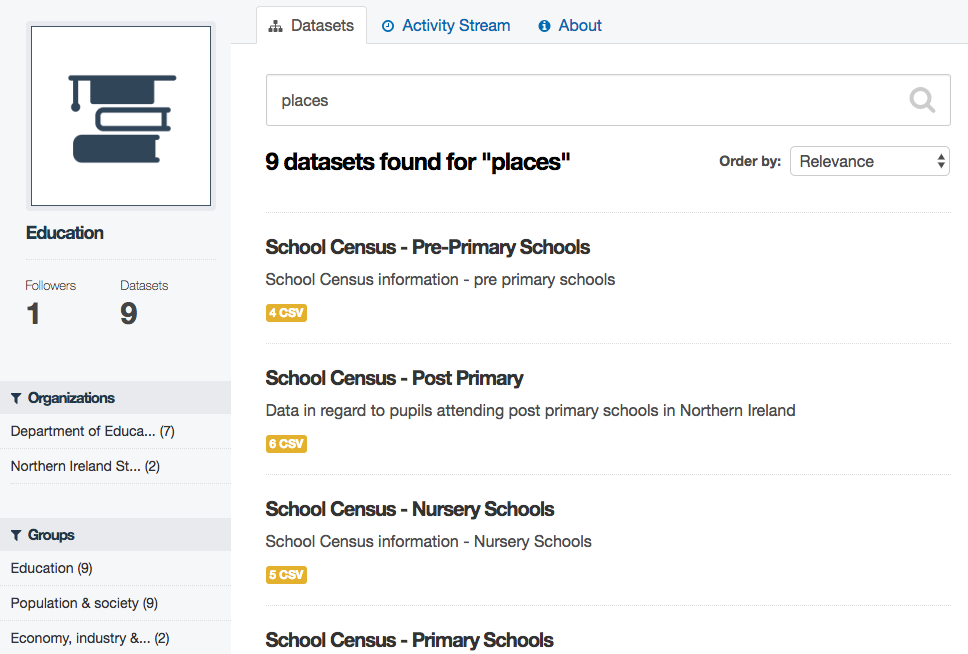 Datasets
Activity Stream
About
places
9 datasets found for "places"
Order by:
Relevance
Education
Followers
1
Datasets
9
Organizations
Department of Educa... (7)
Northern Ireland St... (2)
Groups
Education (9)
Population & society (9)
Economy, industry &... (2)
School Census - Pre-Primary Schools
School Census information - pre primary schools
4 CSV
School Census - Post Primary
Data in regard to pupils attending post primary schools in Northern Ireland
6 CSV
School Census - Nursery Schools
School Census information - Nursery Schools
5 CSV
School Census - Primary Schools